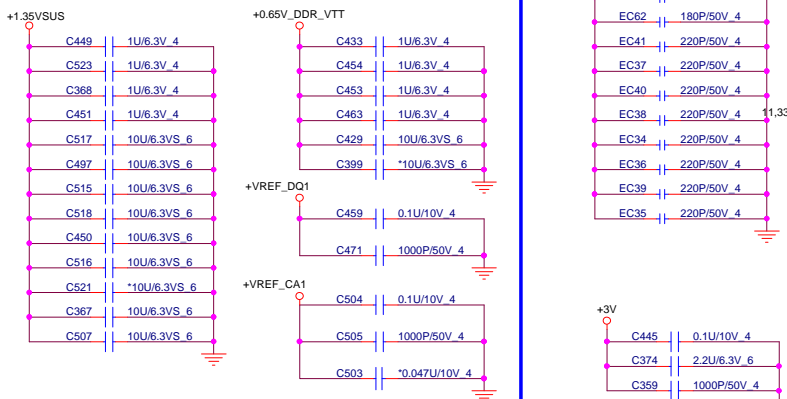 +1.35VSUS
C449 1U/6.3V_4
C523 1U/6.3V_4
C368 1U/6.3V_4
C451 1U/6.3V_4
C517 10U/6.3VS_6
C497 10U/6.3VS_6
C515 10U/6.3VS_6
C518 10U/6.3VS_6
C450 10U/6.3VS_6
C516 10U/6.3VS_6
C521 *10U/6.3VS_6
C367 10U/6.3VS_6
C507 10U/6.3VS_6
+0.65V_DDR_VTT
C433 1U/6.3V_4
C454 1U/6.3V_4
C453 1U/6.3V_4
C463 1U/6.3V_4
C429 10U/6.3VS_6
C399 *10U/6.3VS_6
+VREF_DQ1
C459 0.1U/10V_4
C471 1000P/50V_4
+VREF_CA1
C504 0.1U/10V_4
C505 1000P/50V_4
C503 *0.047U/10V_4
EC62 180P/50V_4
EC41 220P/50V_4
EC37 220P/50V_4
EC40 220P/50V_4
EC38 220P/50V_4
11,33
EC34 220P/50V_4
EC36 220P/50V_4
EC39 220P/50V_4
EC35 220P/50V_4
+3V
C445 0.1U/10V_4
C374 2.2U/6.3V_6
C359 1000P/50V_4